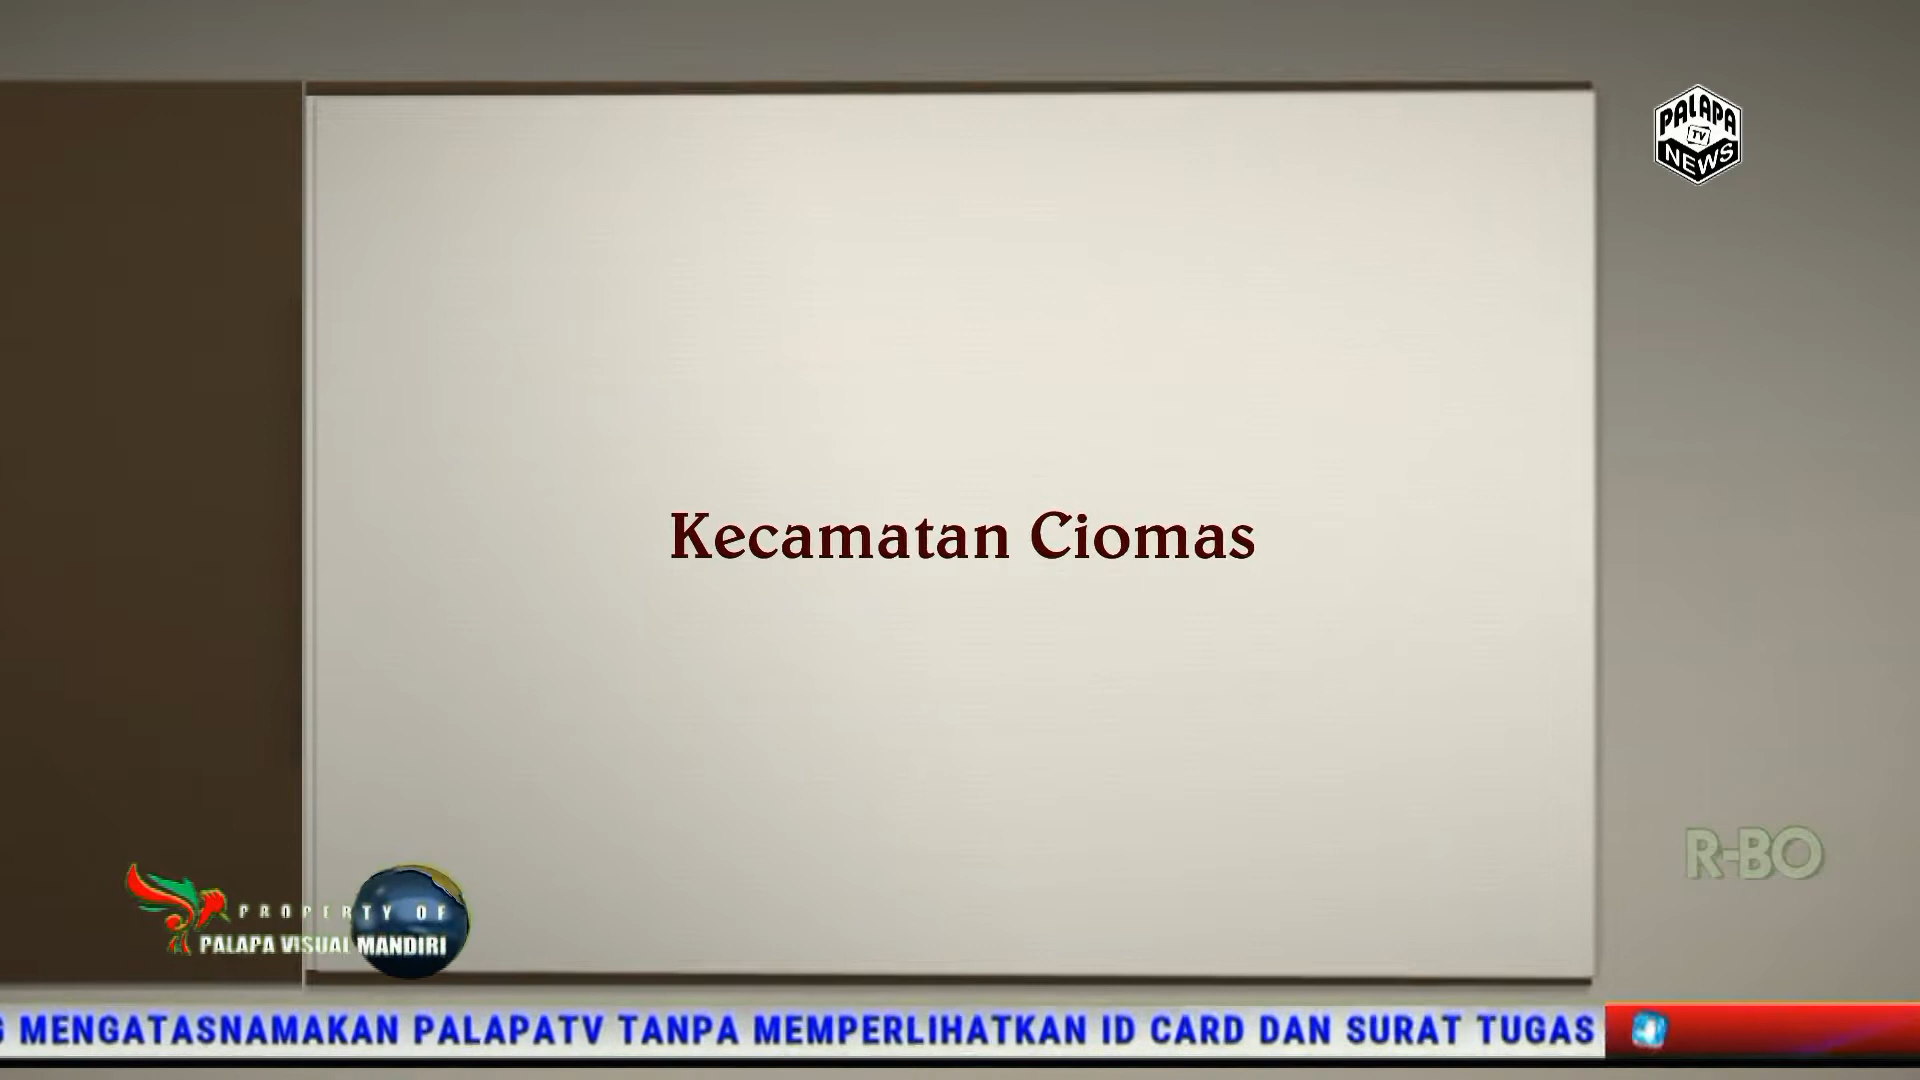 PALAPA
TV
NEWS
Kecamatan Ciomas
R-BO
PROPERTY OF
PALAPA VISUAL MANDIRI
MENGATASNAMAKAN PALAPATV TANPA MEMPERLIHATKAN ID CARD DAN SURAT TUGAS